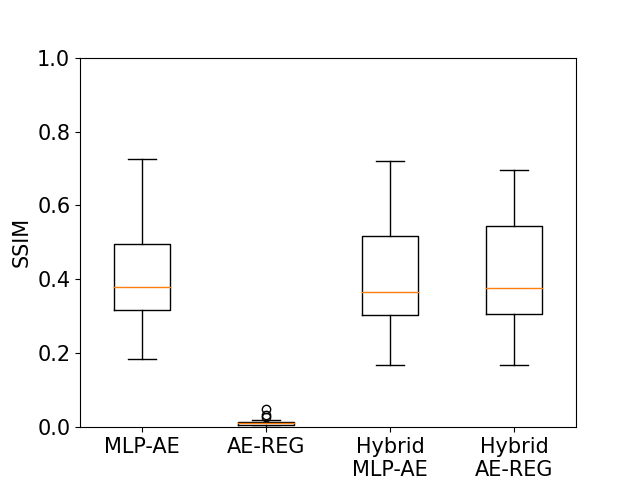 1.0
0.8
0.6
0.4
0.2
0.0
SSIM
MLP-AE
AE-REG
Hybrid
MLP-AE
Hybrid
AE-REG